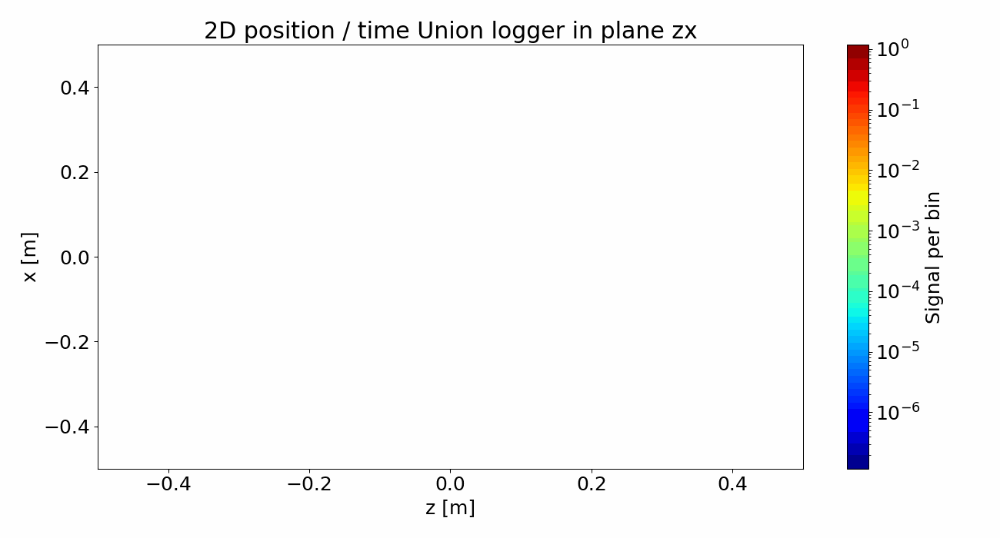 2D position / time Union logger in plane zx
0.4
0.2
0.0
−0.2
−0.4
x [m]
−0.4 −0.2 0.0 0.2 0.4
z [m]
10⁰
10⁻¹
10⁻²
10⁻³
10⁻⁴
10⁻⁵
10⁻⁶
Signal per bin